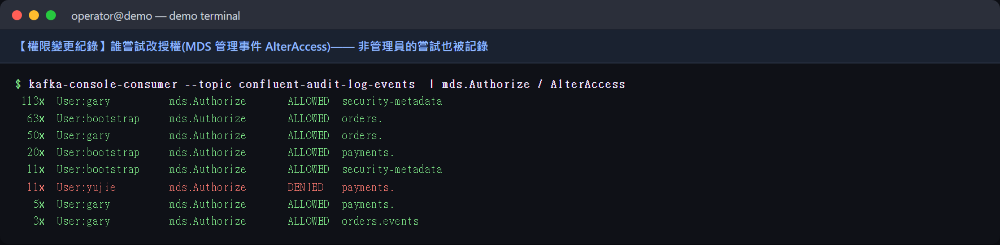 operator@demo — demo terminal
【權限變更紀錄】誰嘗試改授權(MDS 管理事件 AlterAccess)—— 非管理員的嘗試也被記錄
$ kafka-console-consumer --topic confluent-audit-log-events | mds.Authorize / AlterAccess
113x User:gary mds.Authorize ALLOWED security-metadata
63x User:bootstrap mds.Authorize ALLOWED orders.
50x User:gary mds.Authorize ALLOWED orders.
20x User:bootstrap mds.Authorize ALLOWED payments.
11x User:bootstrap mds.Authorize ALLOWED security-metadata
11x User:yujie mds.Authorize DENIED payments.
5x User:gary mds.Authorize ALLOWED payments.
3x User:gary mds.Authorize ALLOWED orders.events